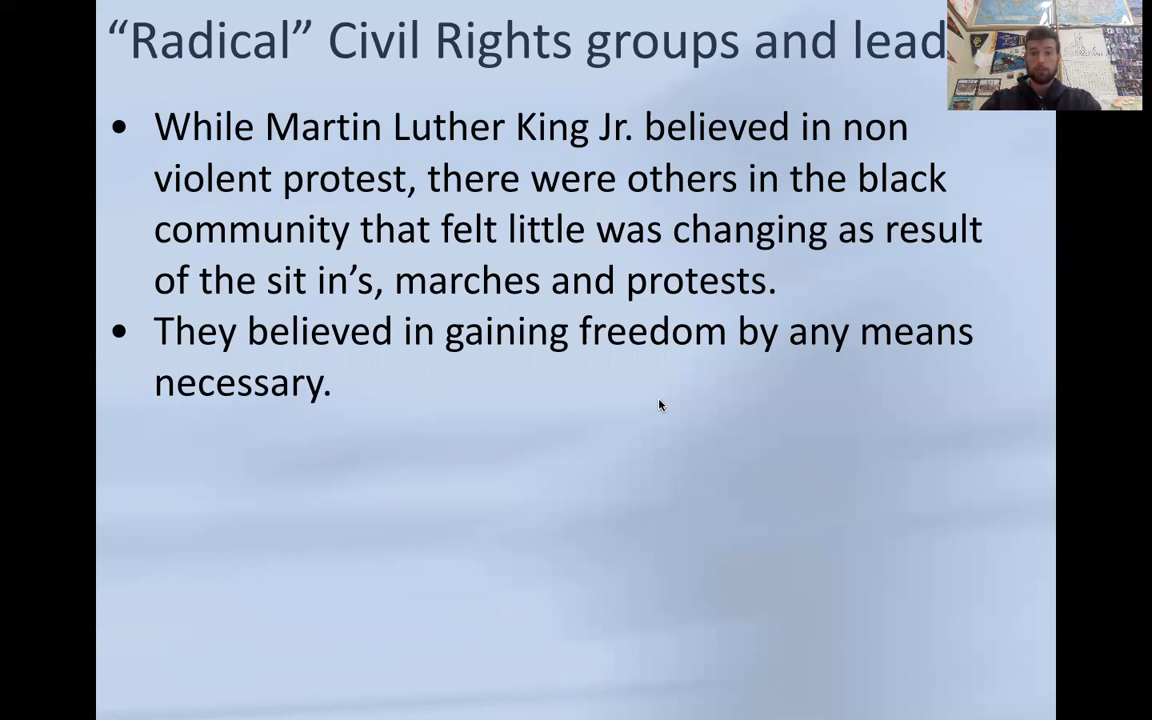 “Radical” Civil Rights groups and lead
• While Martin Luther King Jr. believed in non
violent protest, there were others in the black
community that felt little was changing as result
of the sit in’s, marches and protests.
• They believed in gaining freedom by any means
necessary.